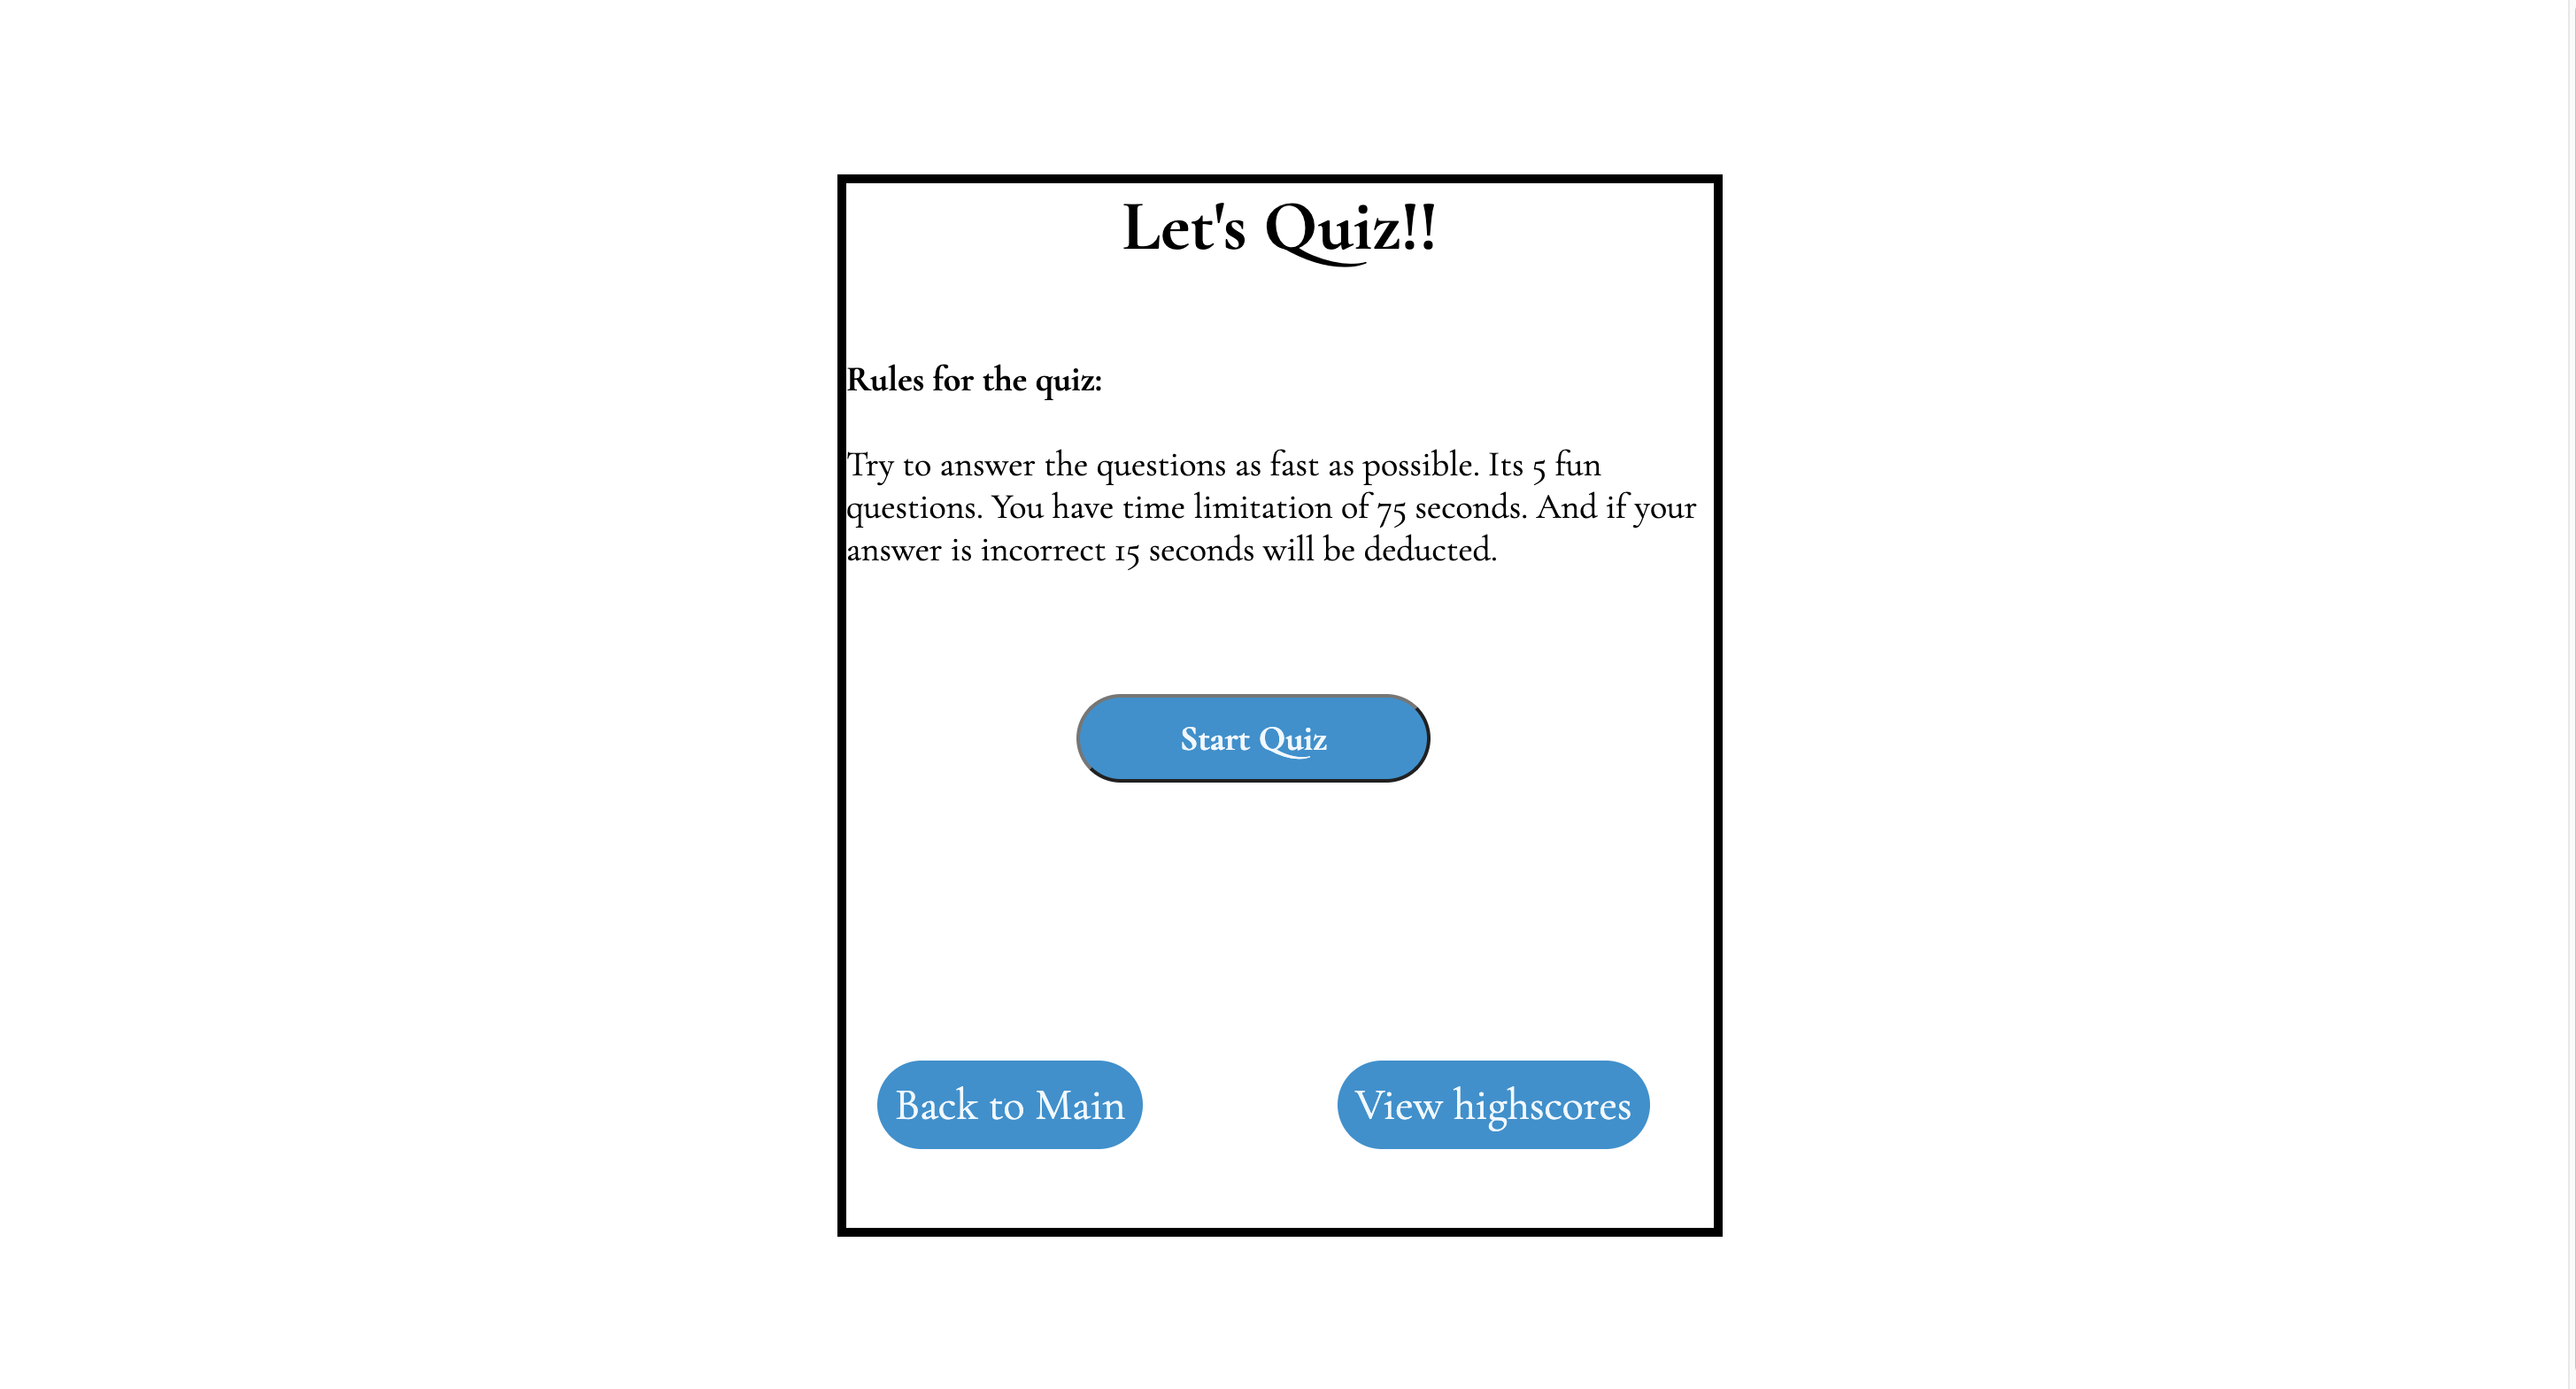 Let's Quiz!!
Rules for the quiz:
Try to answer the questions as fast as possible. Its 5 fun
questions. You have time limitation of 75 seconds. And if your
answer is incorrect 15 seconds will be deducted.
Start Quiz
Back to Main
View highscores